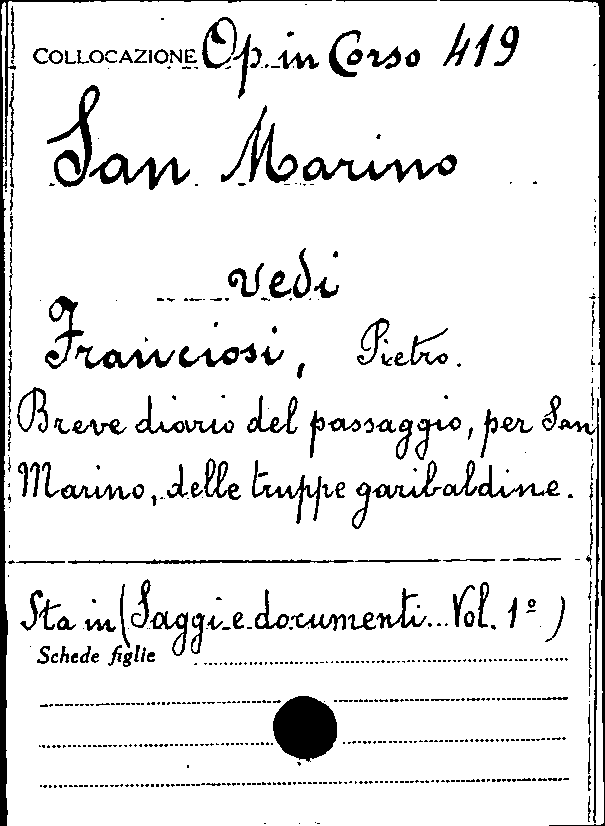 COLLOCAZIONE Op. in Corso 419
San Marino
vedi
Franciosi, Pietro.
Breve diario del passaggio, per San
Marino, delle truppe garibaldine.
Sta in (Saggi e documenti... Vol. 1º)
Schede figlie